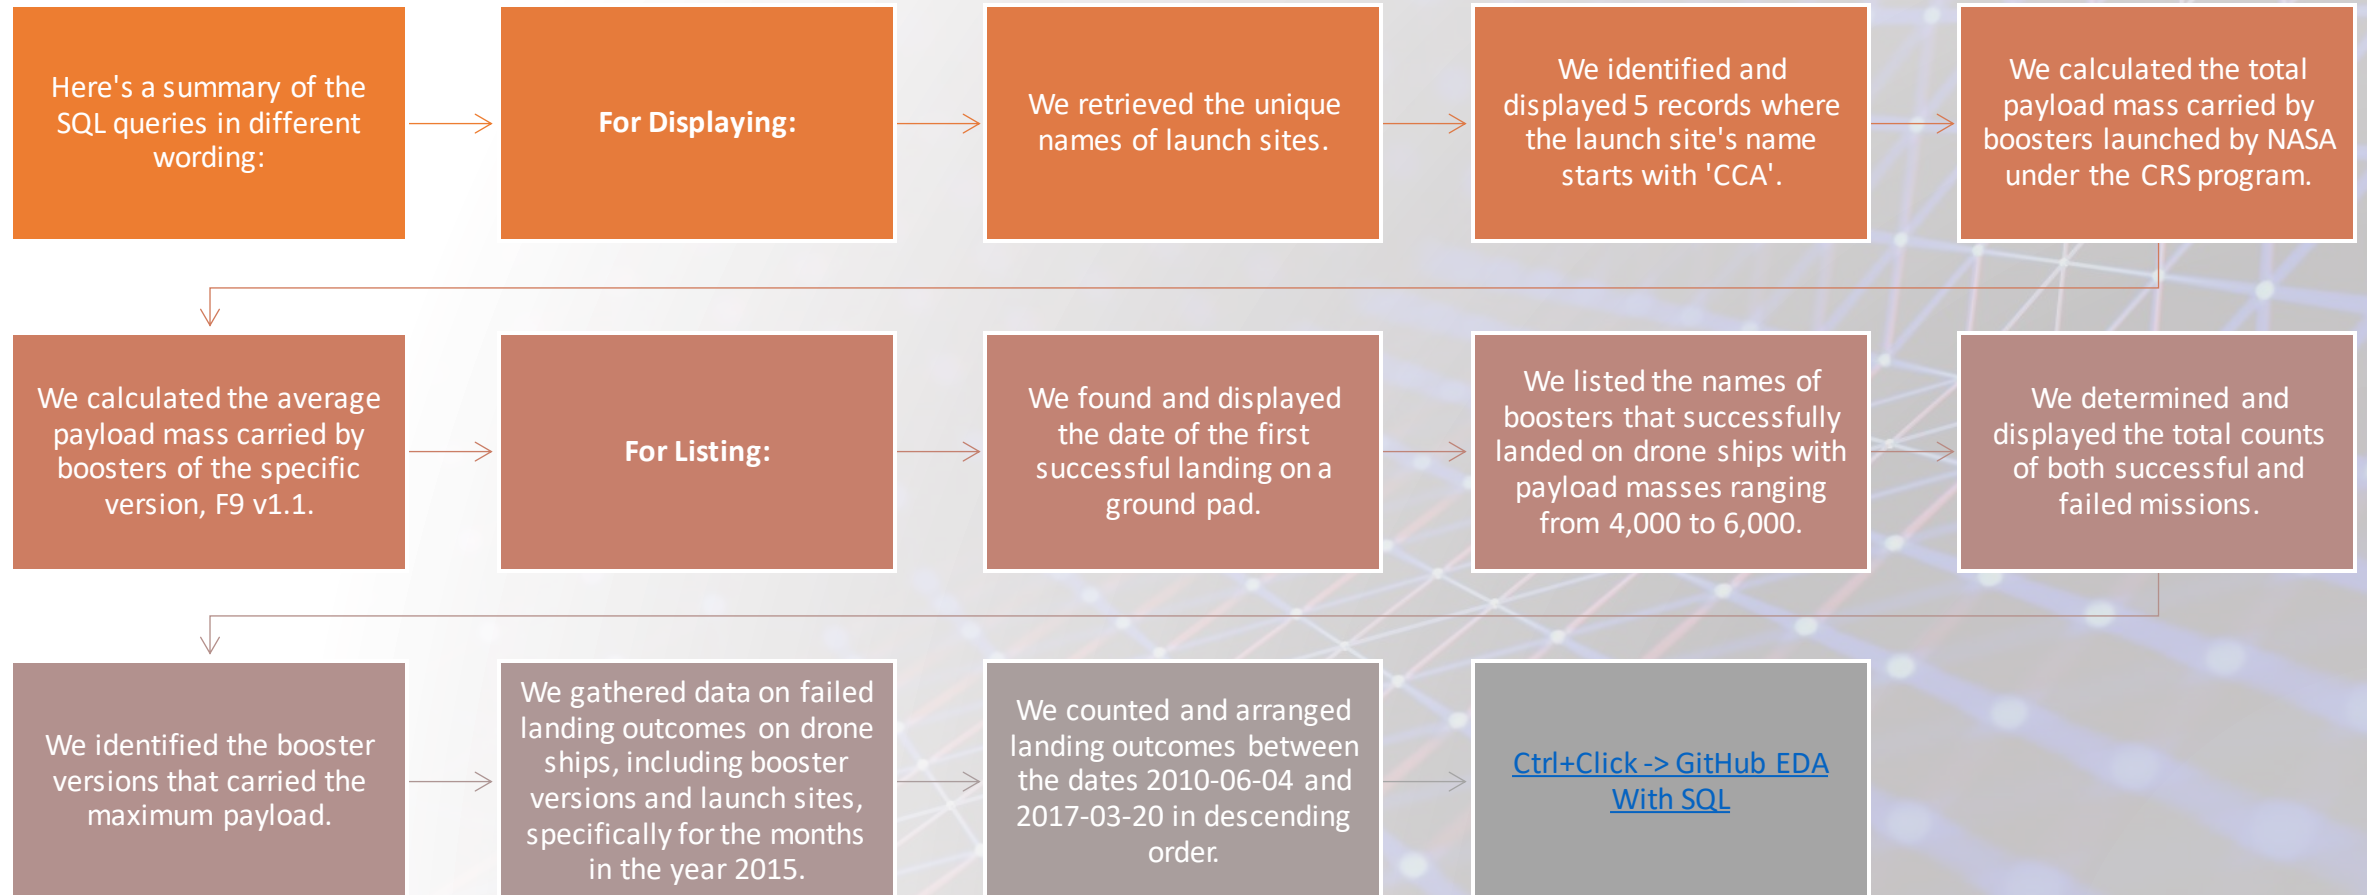 Here's a summary of the
SQL queries in different
wording:
For Displaying:
We retrieved the unique
names of launch sites.
We identified and
displayed 5 records where
the launch site's name
starts with 'CCA'.
We calculated the total
payload mass carried by
boosters launched by NASA
under the CRS program.
We calculated the average
payload mass carried by
boosters of the specific
version, F9 v1.1.
For Listing:
We found and displayed
the date of the first
successful landing on a
ground pad.
We listed the names of
boosters that successfully
landed on drone ships with
payload masses ranging
from 4,000 to 6,000.
We determined and
displayed the total counts
of both successful and
failed missions.
We identified the booster
versions that carried the
maximum payload.
We gathered data on failed
landing outcomes on drone
ships, including booster
versions and launch sites,
specifically for the months
in the year 2015.
We counted and arranged
landing outcomes between
the dates 2010-06-04 and
2017-03-20 in descending
order.
Ctrl+Click -> GitHub EDA
With SQL